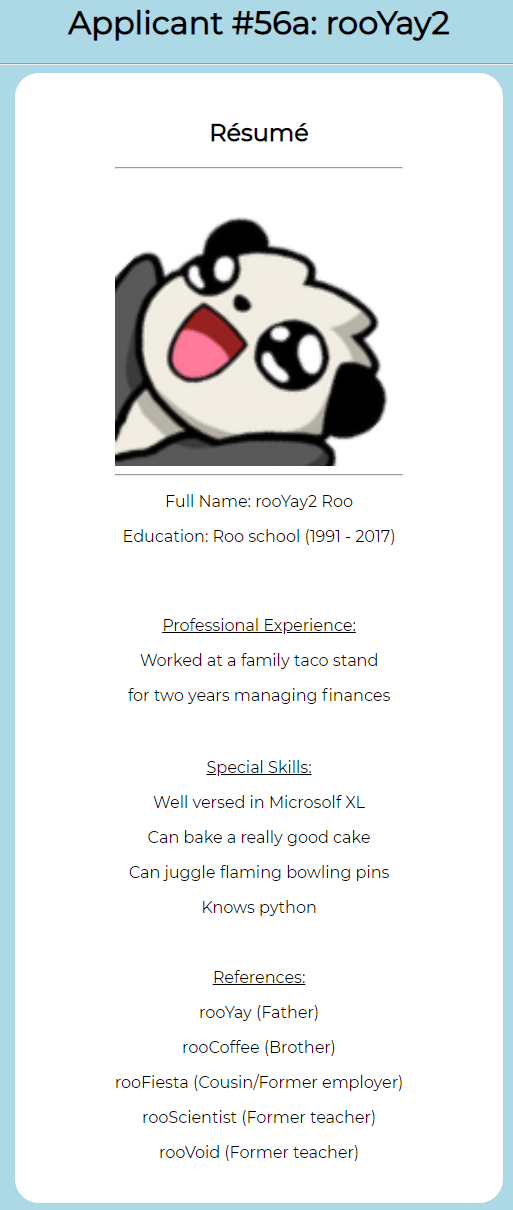 Applicant #56a: rooYay2
Résumé
Full Name: rooYay2 Roo
Education: Roo school (1991 - 2017)
Professional Experience:
Worked at a family taco stand
for two years managing finances
Special Skills:
Well versed in Microsolf XL
Can bake a really good cake
Can juggle flaming bowling pins
Knows python
References:
rooYay (Father)
rooCoffee (Brother)
rooFiesta (Cousin/Former employer)
rooScientist (Former teacher)
rooVoid (Former teacher)